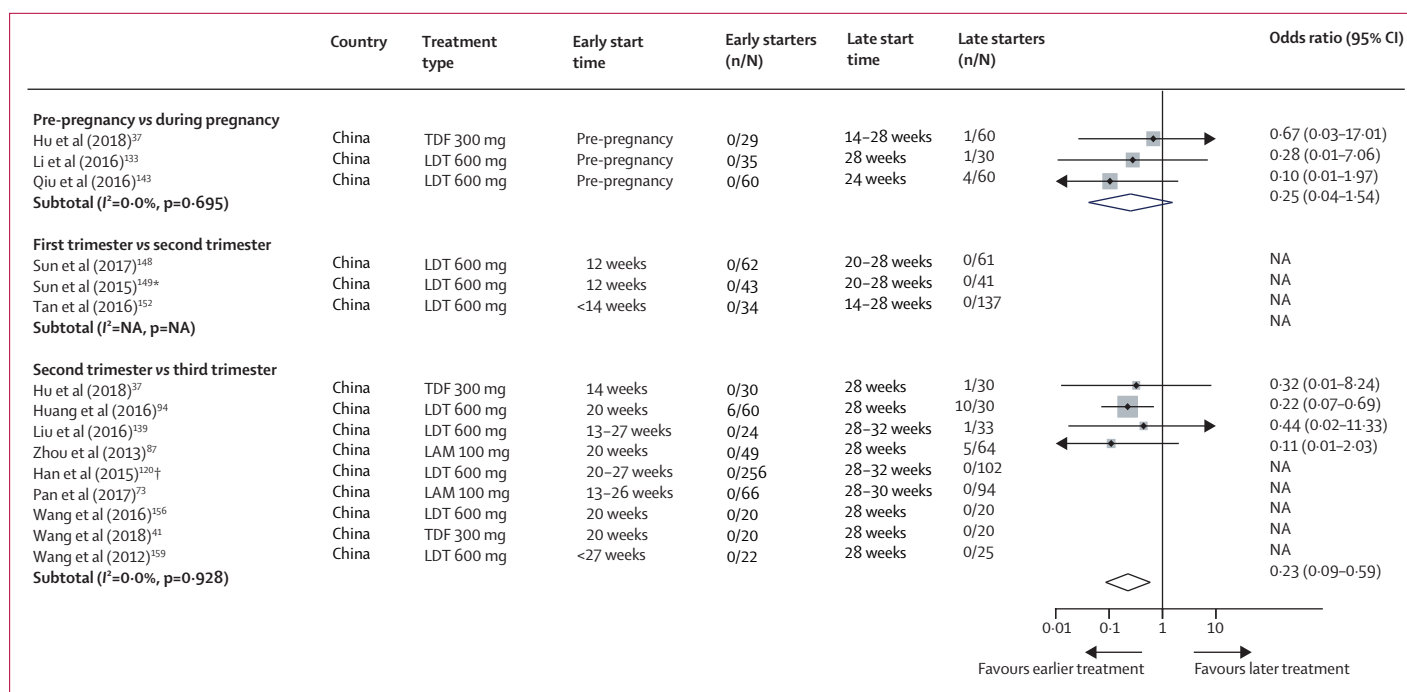 Country Treatment type Early start time Early starters (n/N) Late start time Late starters (n/N) Odds ratio (95% CI)
Pre-pregnancy vs during pregnancy
Hu et al (2018)³⁷ China TDF 300 mg Pre-pregnancy 0/29 14–28 weeks 1/60 0·67 (0·03–17·01)
Li et al (2016)¹³³ China LDT 600 mg Pre-pregnancy 0/35 28 weeks 1/30 0·28 (0·01–7·06)
Qiu et al (2016)¹⁴³ China LDT 600 mg Pre-pregnancy 0/60 24 weeks 4/60 0·10 (0·01–1·97)
Subtotal (I²=0·0%, p=0·695) 0·25 (0·04–1·54)
First trimester vs second trimester
Sun et al (2017)¹⁴⁸ China LDT 600 mg 12 weeks 0/62 20–28 weeks 0/61 NA
Sun et al (2015)¹⁴⁹* China LDT 600 mg 12 weeks 0/43 20–28 weeks 0/41 NA
Tan et al (2016)¹⁵² China LDT 600 mg <14 weeks 0/34 14–28 weeks 0/137 NA
Subtotal (I²=NA, p=NA) NA
Second trimester vs third trimester
Hu et al (2018)³⁷ China TDF 300 mg 14 weeks 0/30 28 weeks 1/30 0·32 (0·01–8·24)
Huang et al (2016)⁹⁴ China LDT 600 mg 20 weeks 6/60 28 weeks 10/30 0·22 (0·07–0·69)
Liu et al (2016)¹³⁹ China LDT 600 mg 13–27 weeks 0/24 28–32 weeks 1/33 0·44 (0·02–11·33)
Zhou et al (2013)⁸⁷ China LAM 100 mg 20 weeks 0/49 28 weeks 5/64 0·11 (0·01–2·03)
Han et al (2015)¹²⁰† China LDT 600 mg 20–27 weeks 0/256 28–32 weeks 0/102 NA
Pan et al (2017)⁷³ China LAM 100 mg 13–26 weeks 0/66 28–30 weeks 0/94 NA
Wang et al (2016)¹⁵⁶ China LDT 600 mg 20 weeks 0/20 28 weeks 0/20 NA
Wang et al (2018)⁴¹ China TDF 300 mg 20 weeks 0/20 28 weeks 0/20 NA
Wang et al (2012)¹⁵⁹ China LDT 600 mg <27 weeks 0/22 28 weeks 0/25 NA
Subtotal (I²=0·0%, p=0·928) 0·23 (0·09–0·59)
0·01 0·1 1 10
Favours earlier treatment Favours later treatment